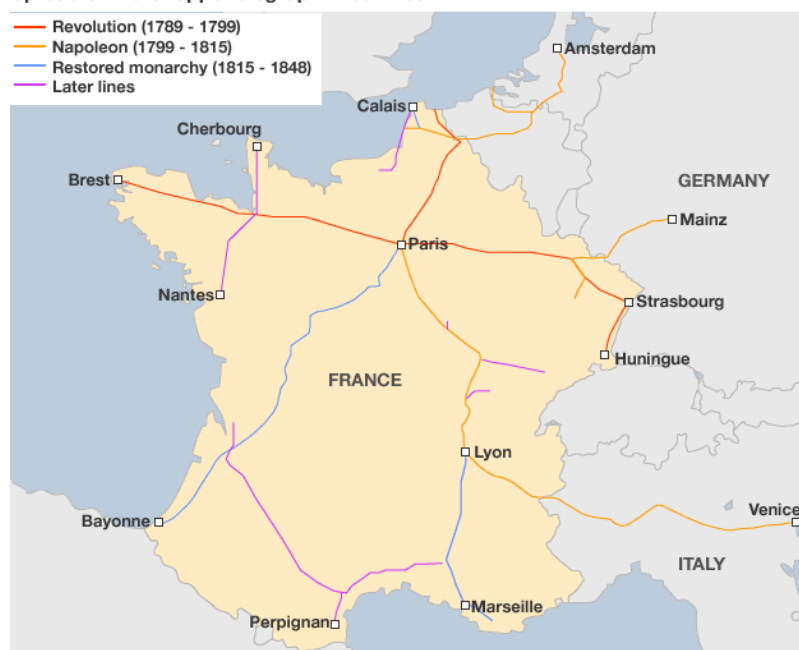 Revolution (1789 - 1799)
Napoleon (1799 - 1815)
Restored monarchy (1815 - 1848)
Later lines
Amsterdam
Calais
Cherbourg
Brest
GERMANY
Mainz
Paris
Nantes
Strasbourg
Huningue
FRANCE
Lyon
Bayonne
Venice
ITALY
Marseille
Perpignan